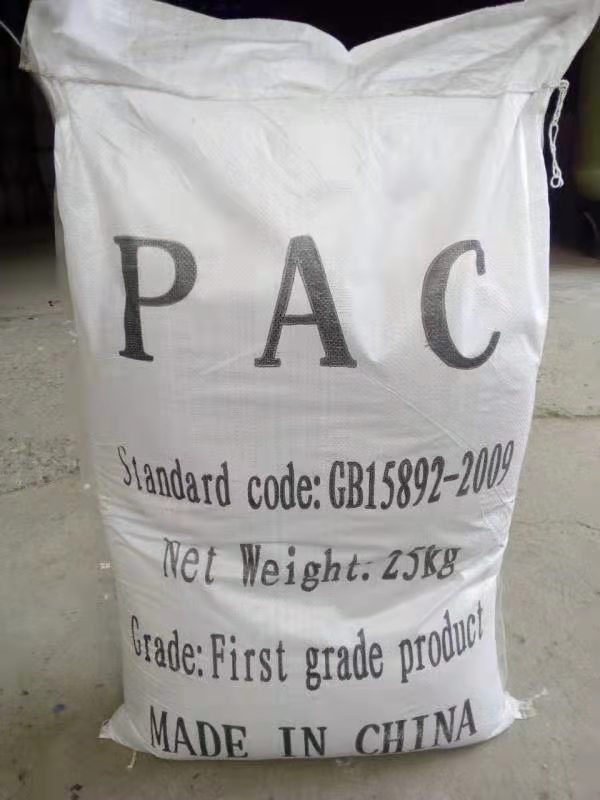 PAC
Standard code:GB15892-2009
Net Weight: 25kg
Grade:First grade product
MADE IN CHINA